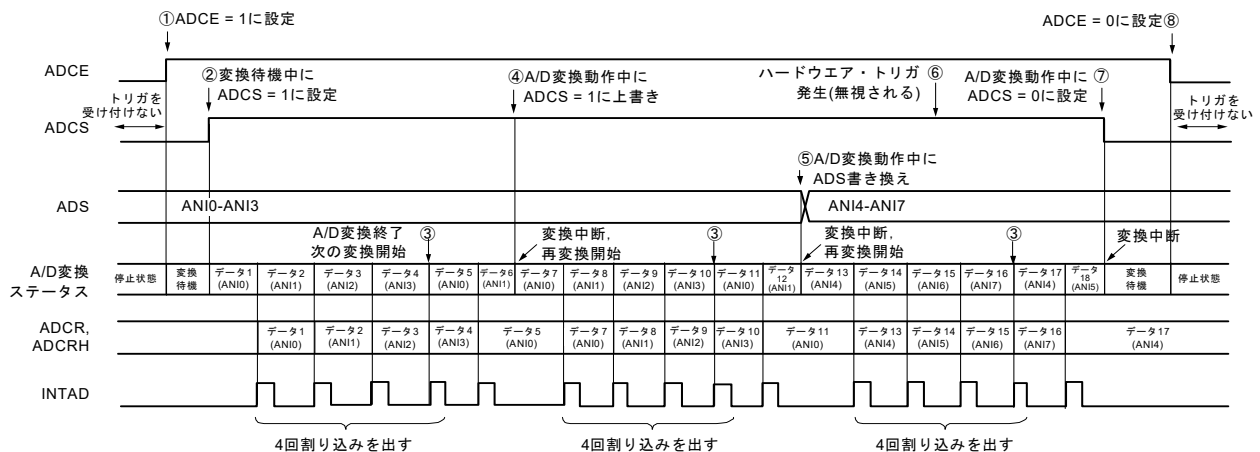 ①ADCE = 1に設定
ADCE = 0に設定⑧
ADCE
②変換待機中に
ADCS = 1に設定
④A/D変換動作中に
ADCS = 1に上書き
ハードウエア・トリガ ⑥
発生(無視される)
A/D変換動作中に ⑦
ADCS = 0に設定
トリガを
受け付けない
トリガを
受け付けない
ADCS
⑤A/D変換動作中に
ADS書き換え
ADS
ANI0-ANI3
ANI4-ANI7
A/D変換終了 ③
次の変換開始
変換中断,
再変換開始
③
変換中断,
再変換開始
③
変換中断
A/D変換
ステータス
停止状態
変換
待機
データ1
(ANI0)
データ2
(ANI1)
データ3
(ANI2)
データ4
(ANI3)
データ5
(ANI0)
データ6
(ANI1)
データ7
(ANI0)
データ8
(ANI1)
データ9
(ANI2)
データ10
(ANI3)
データ11
(ANI0)
データ
12
(ANI1)
データ13
(ANI4)
データ14
(ANI5)
データ15
(ANI6)
データ16
(ANI7)
データ17
(ANI4)
データ
18
(ANI5)
変換
待機
停止状態
ADCR,
ADCRH
データ1
(ANI0)
データ2
(ANI1)
データ3
(ANI2)
データ4
(ANI3)
データ5
(ANI0)
データ7
(ANI0)
データ8
(ANI1)
データ9
(ANI2)
データ10
(ANI3)
データ11
(ANI0)
データ13
(ANI4)
データ14
(ANI5)
データ15
(ANI6)
データ16
(ANI7)
データ17
(ANI4)
INTAD
4回割り込みを出す
4回割り込みを出す
4回割り込みを出す